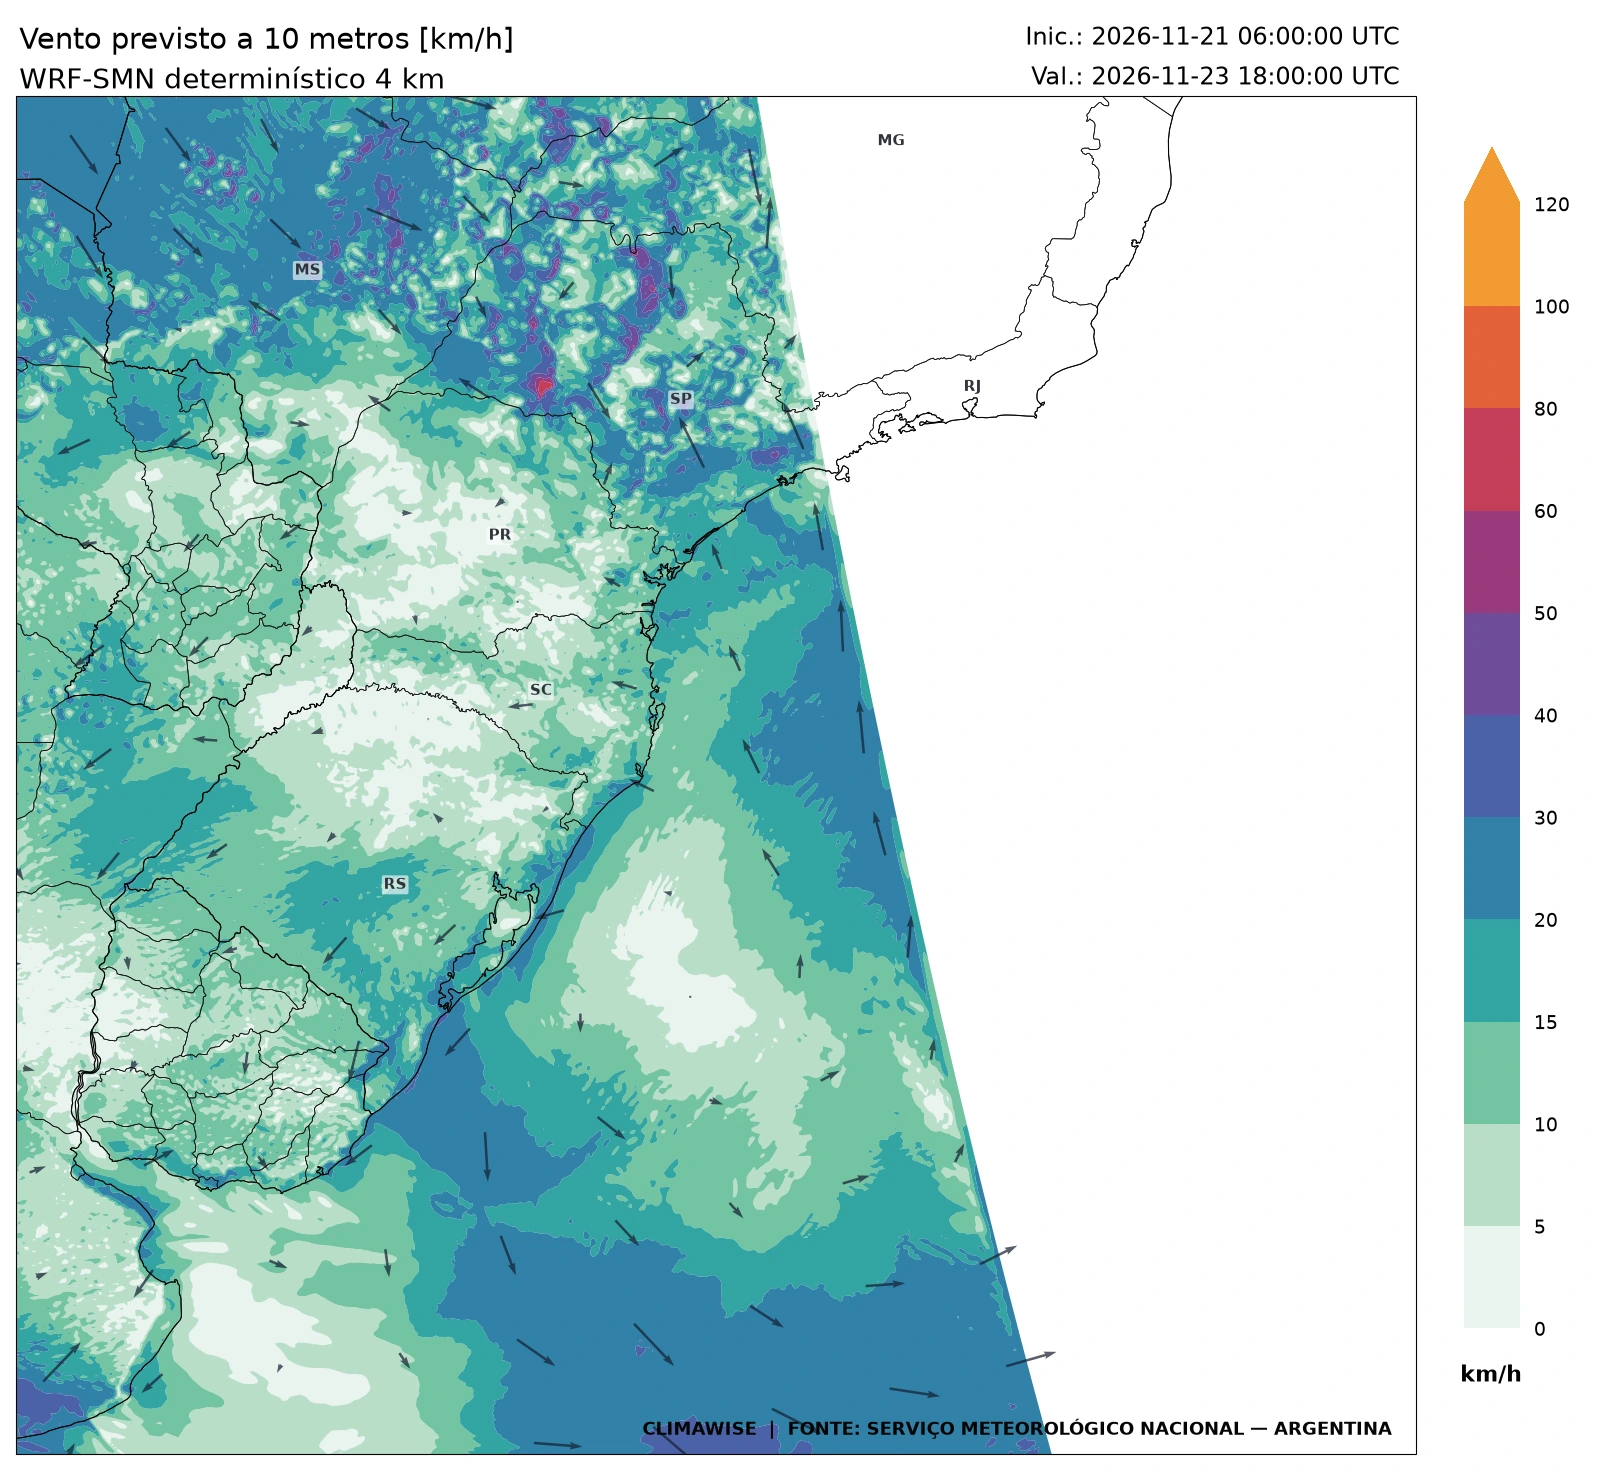 Vento previsto a 10 metros [km/h]
WRF-SMN determinístico 4 km
Inic.: 2026-11-21 06:00:00 UTC
Val.: 2026-11-23 18:00:00 UTC
MG
MS
RJ
SP
PR
SC
RS
120
100
80
60
50
40
30
20
15
10
5
0
km/h
CLIMAWISE | FONTE: SERVIÇO METEOROLÓGICO NACIONAL — ARGENTINA